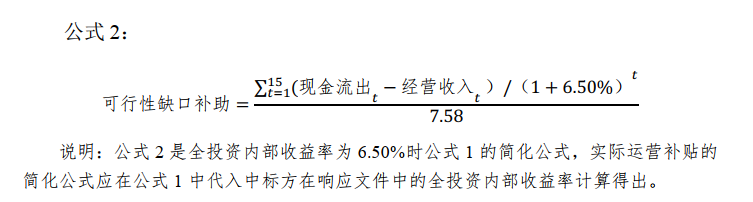 公式 2：
可行性缺口补助 = \frac{\sum_{t=1}^{15}(现金流出_t − 经营收入_t ）/（1 + 6.50%）^t}{7.58}
说明：公式 2 是全投资内部收益率为 6.50%时公式 1 的简化公式，实际运营补贴的
简化公式应在公式 1 中代入中标方在响应文件中的全投资内部收益率计算得出。